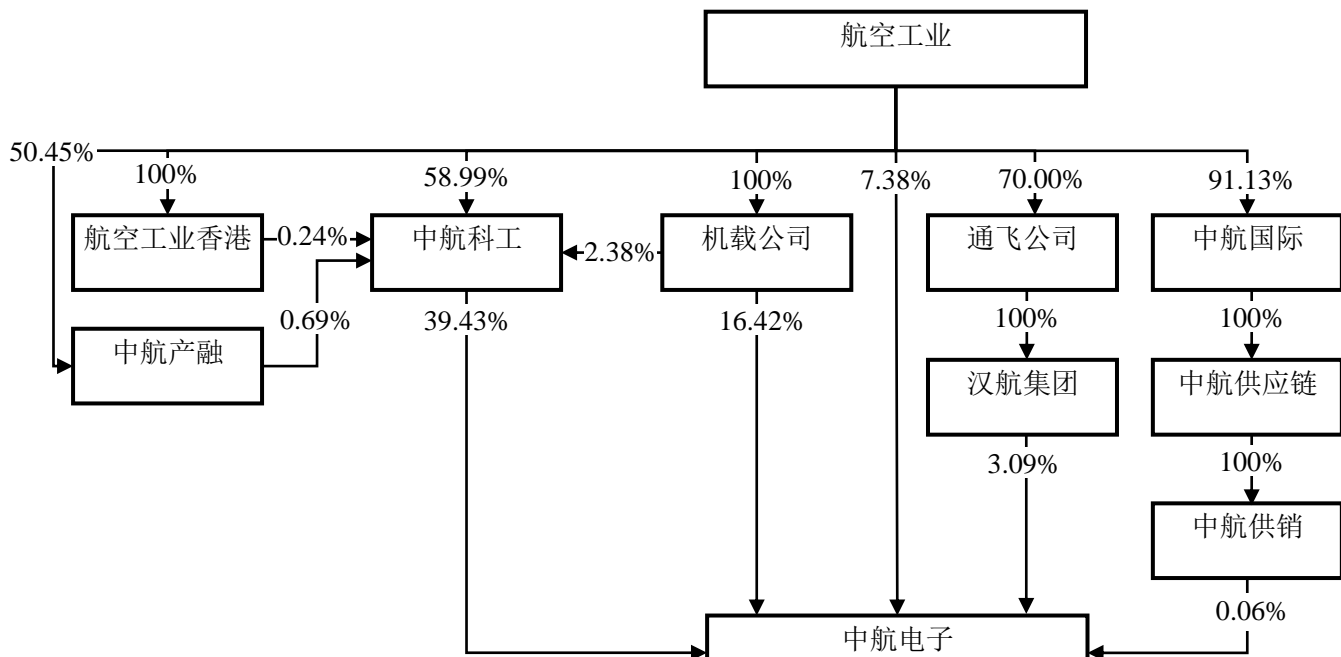 航空工业
50.45%
100%
58.99%
100%
7.38%
70.00%
91.13%
航空工业香港
0.24%
中航科工
2.38%
机载公司
通飞公司
中航国际
0.69%
39.43%
16.42%
100%
100%
中航产融
汉航集团
中航供应链
3.09%
100%
中航供销
0.06%
中航电子